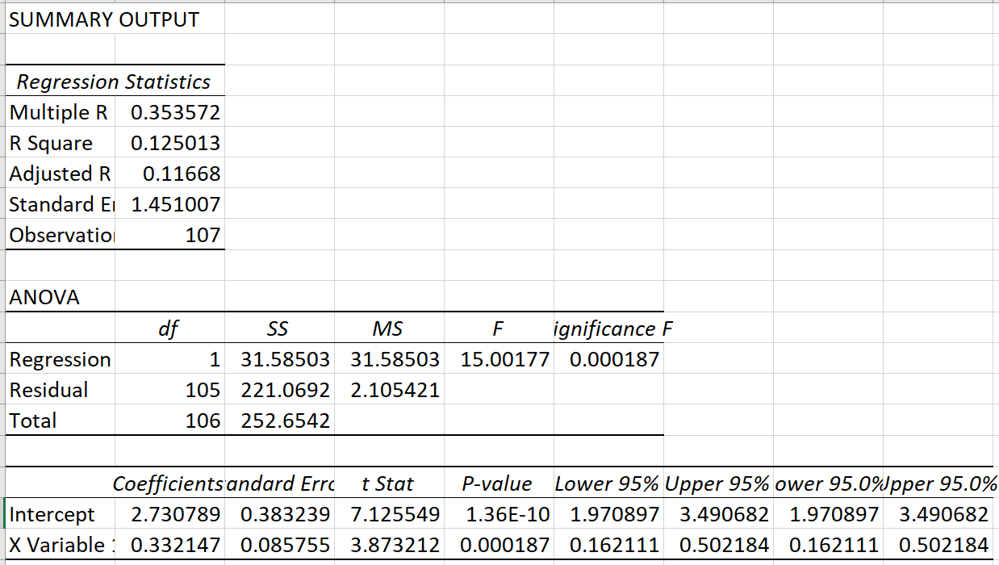 SUMMARY OUTPUT
Regression Statistics
Multiple R 0.353572
R Square 0.125013
Adjusted R 0.11668
Standard Er 1.451007
Observation 107
ANOVA
df SS MS F ignificance F
Regression 1 31.58503 31.58503 15.00177 0.000187
Residual 105 221.0692 2.105421
Total 106 252.6542
Coefficients andard Erro t Stat P-value Lower 95% Upper 95% ower 95.0% Upper 95.0%
Intercept 2.730789 0.383239 7.125549 1.36E-10 1.970897 3.490682 1.970897 3.490682
X Variable 1 0.332147 0.085755 3.873212 0.000187 0.162111 0.502184 0.162111 0.502184